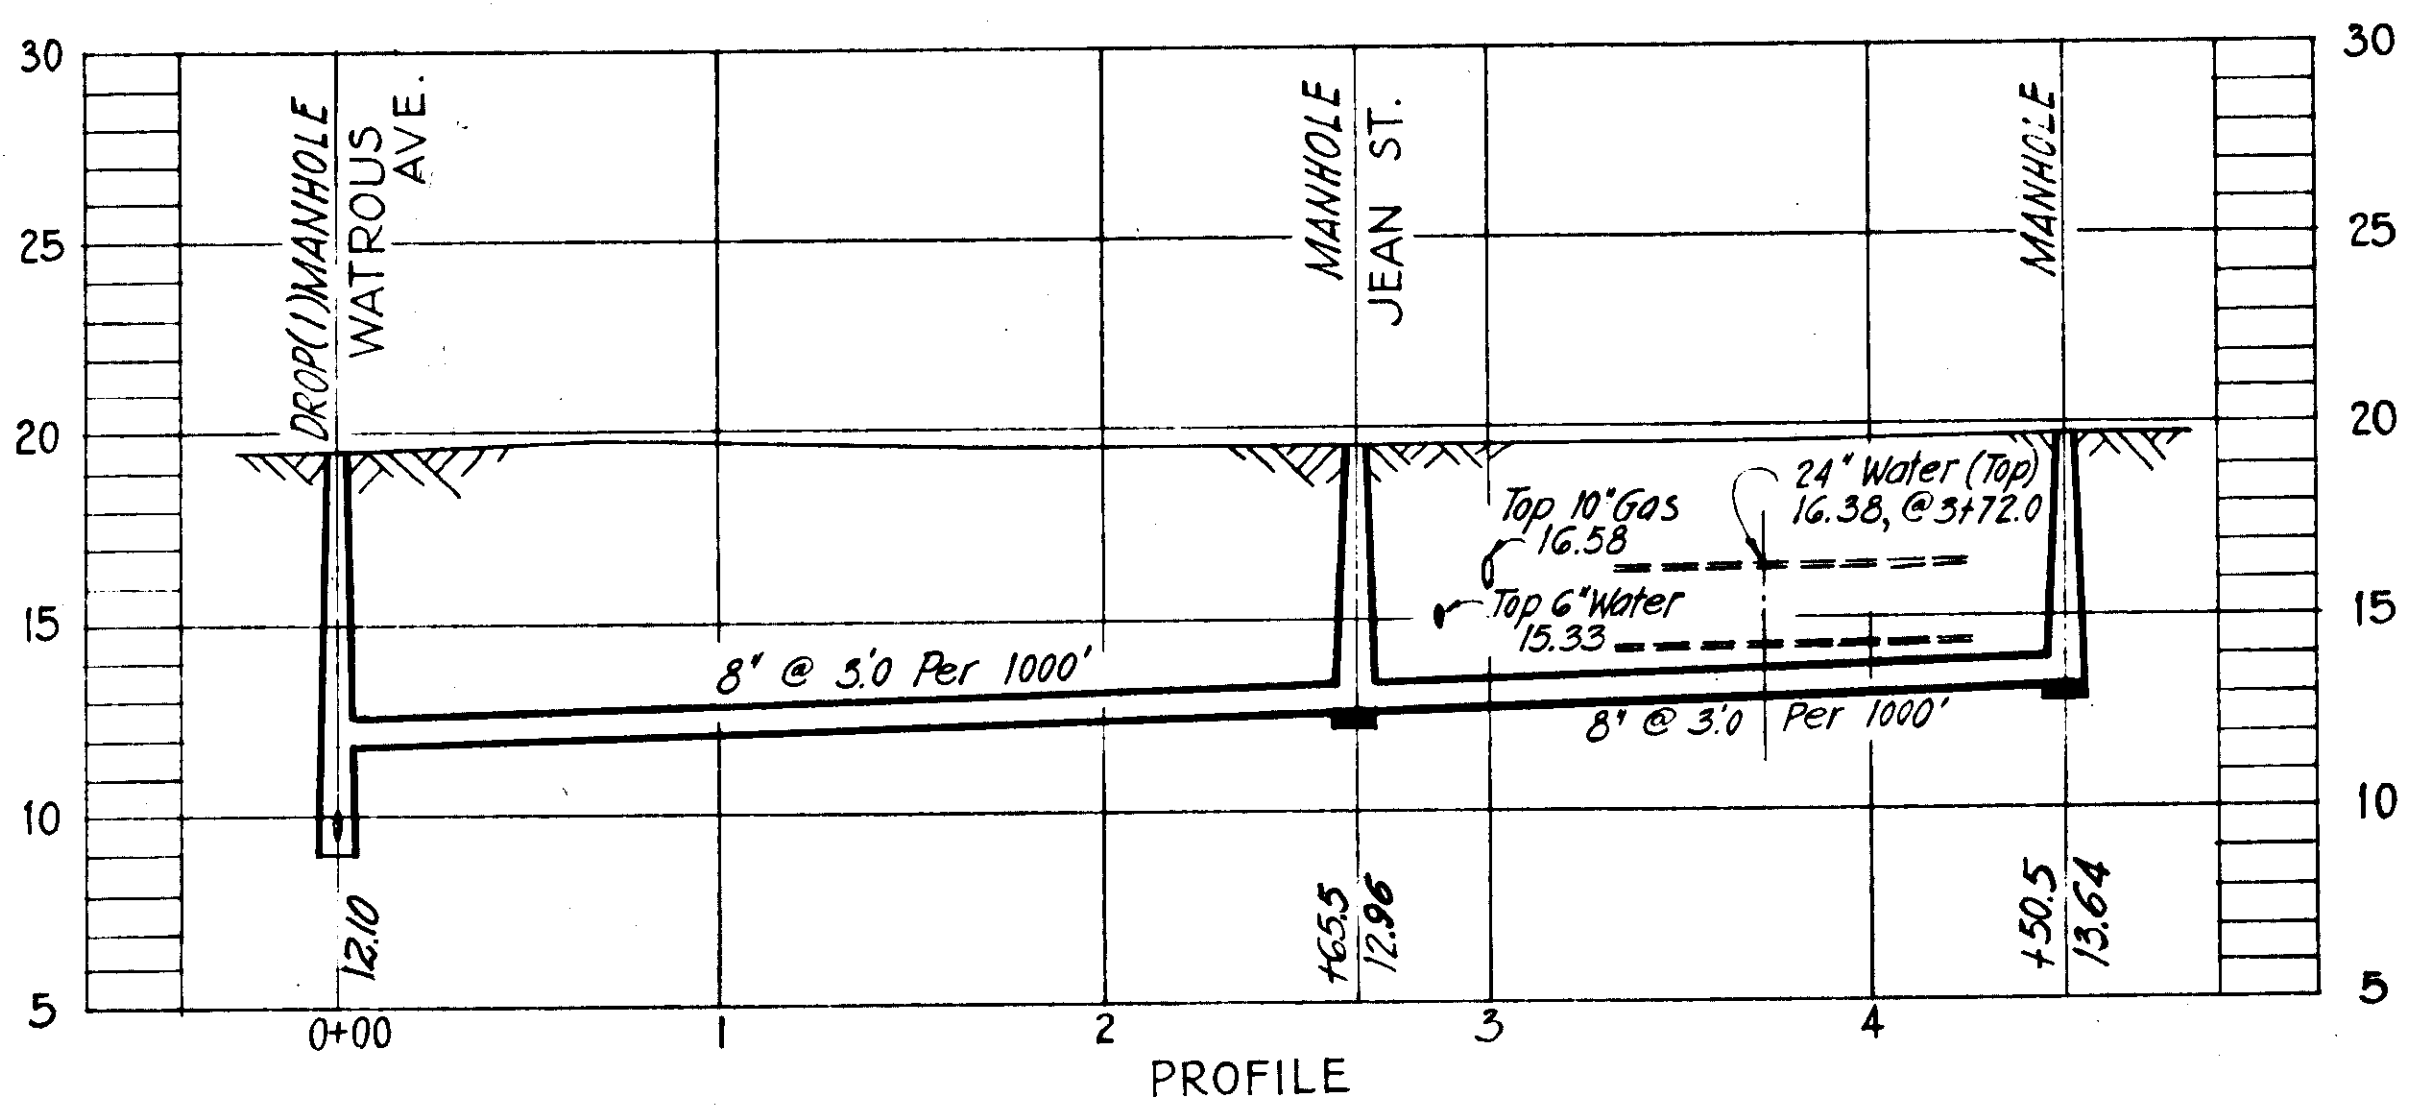 30
30
25
25
20
20
15
15
10
10
5
5
DROP(1)MANHOLE
WATROUS
AVE.
MANHOLE
JEAN ST.
MANHOLE
24" Water (Top)
16.38, @3+72.0
Top 10" Gas
16.58
Top 6" Water
15.33
8" @ 3'.0 Per 1000'
8" @ 3'.0 Per 1000'
12.10
+65.5
12.96
+50.5
13.64
0+00
1
2
3
4
PROFILE